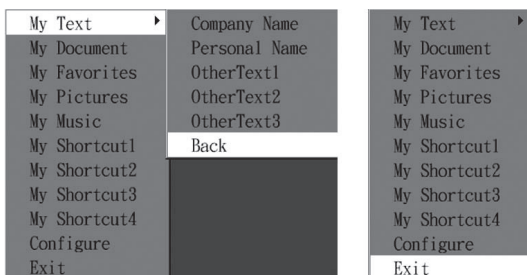 My Text
My Document
My Favorites
My Pictures
My Music
My Shortcut1
My Shortcut2
My Shortcut3
My Shortcut4
Configure
Exit
Company Name
Personal Name
OtherText1
OtherText2
OtherText3
Back
My Text
My Document
My Favorites
My Pictures
My Music
My Shortcut1
My Shortcut2
My Shortcut3
My Shortcut4
Configure
Exit